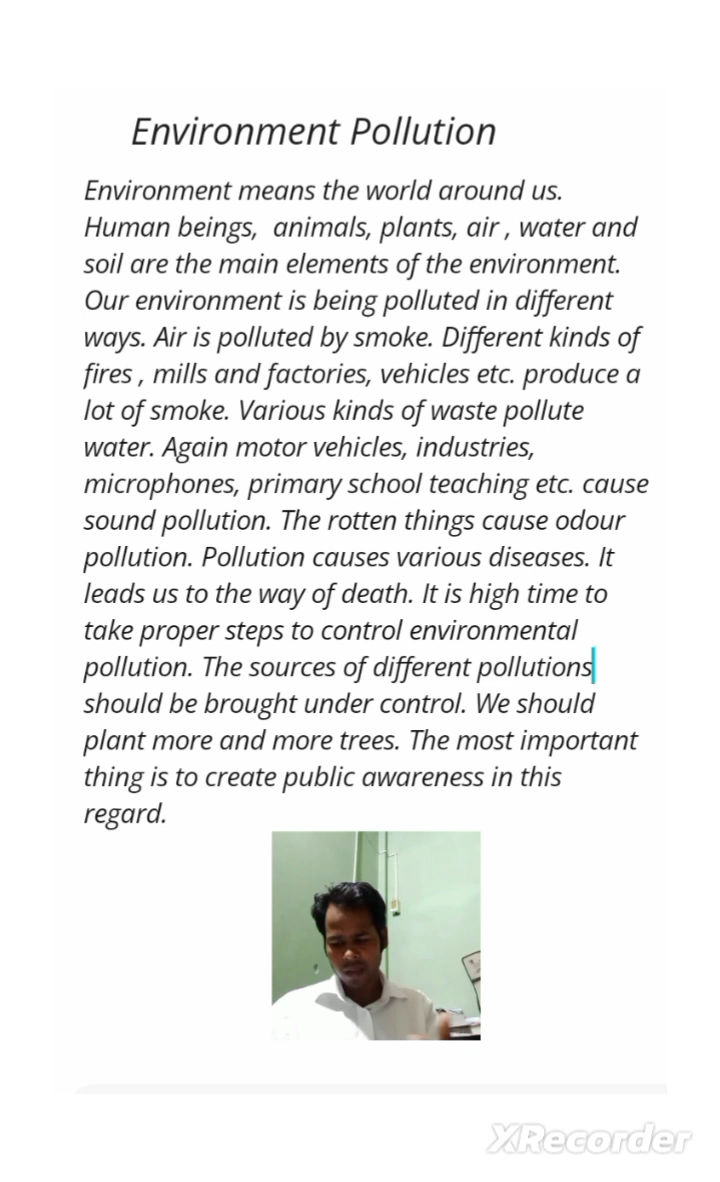 Environment Pollution
Environment means the world around us.
Human beings,  animals, plants, air , water and
soil are the main elements of the environment.
Our environment is being polluted in different
ways. Air is polluted by smoke. Different kinds of
fires , mills and factories, vehicles etc. produce a
lot of smoke. Various kinds of waste pollute
water. Again motor vehicles, industries,
microphones, primary school teaching etc. cause
sound pollution. The rotten things cause odour
pollution. Pollution causes various diseases. It
leads us to the way of death. It is high time to
take proper steps to control environmental
pollution. The sources of different pollutions
should be brought under control. We should
plant more and more trees. The most important
thing is to create public awareness in this
regard.
XRecorder